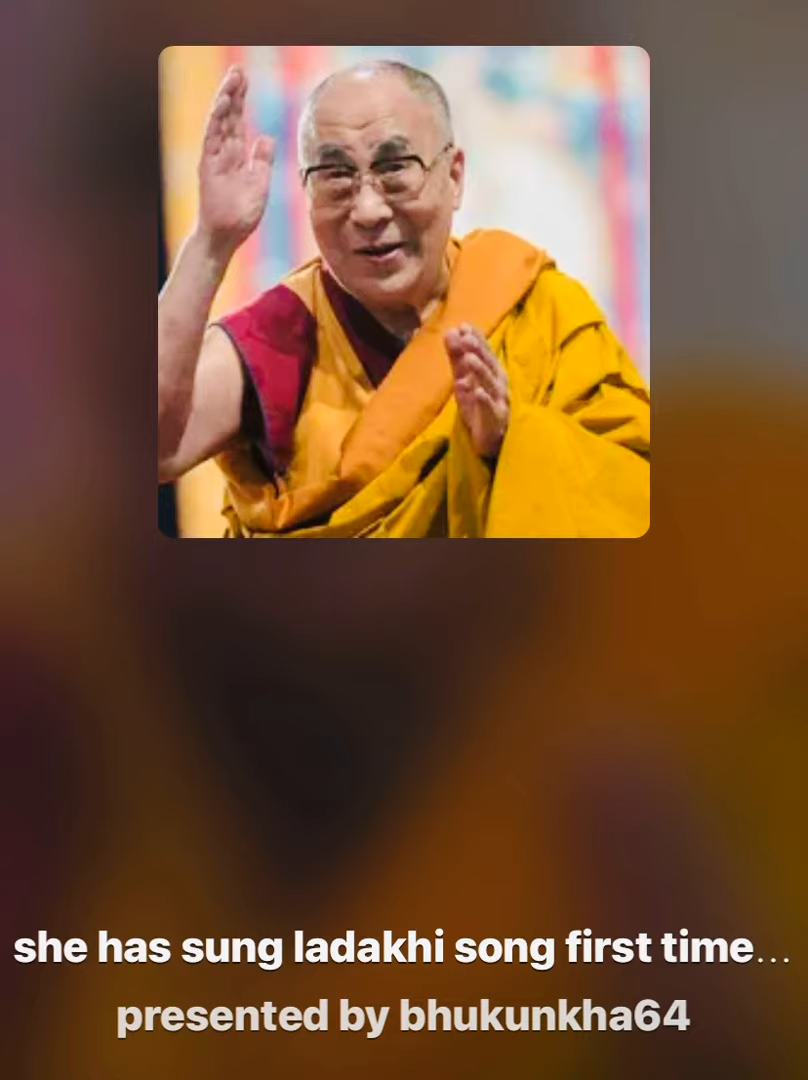 she has sung ladakhi song first time...
presented by bhukunkha64